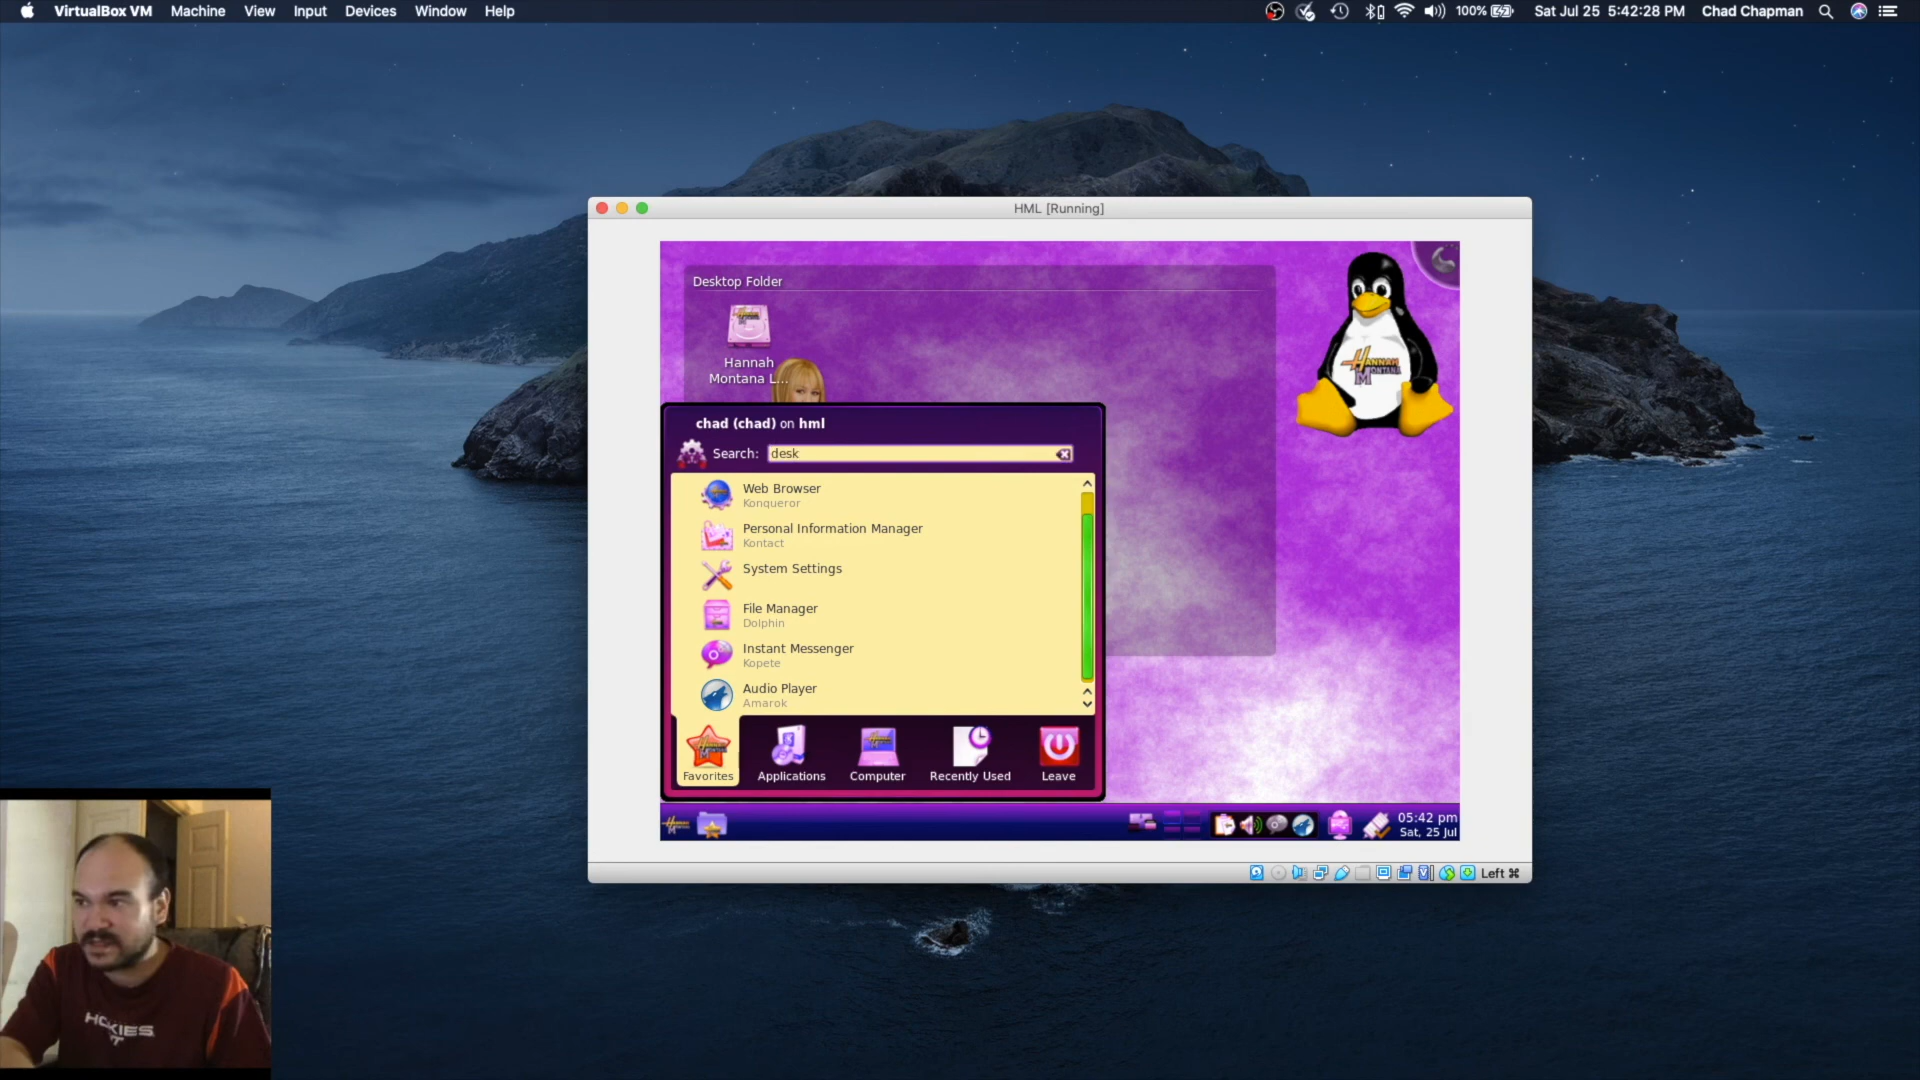 VirtualBox VM Machine View Input Devices Window Help
100% Sat Jul 25 5:42:28 PM Chad Chapman
HML [Running]
Desktop Folder
Hannah
Montana L...
HANNAH
MONTANA
chad (chad) on hml
Search: desk
Web Browser
Konqueror
Personal Information Manager
Kontact
System Settings
File Manager
Dolphin
Instant Messenger
Kopete
Audio Player
Amarok
Favorites Applications Computer Recently Used Leave
05:42 pm
Sat, 25 Jul
Left ⌘
HOKIES